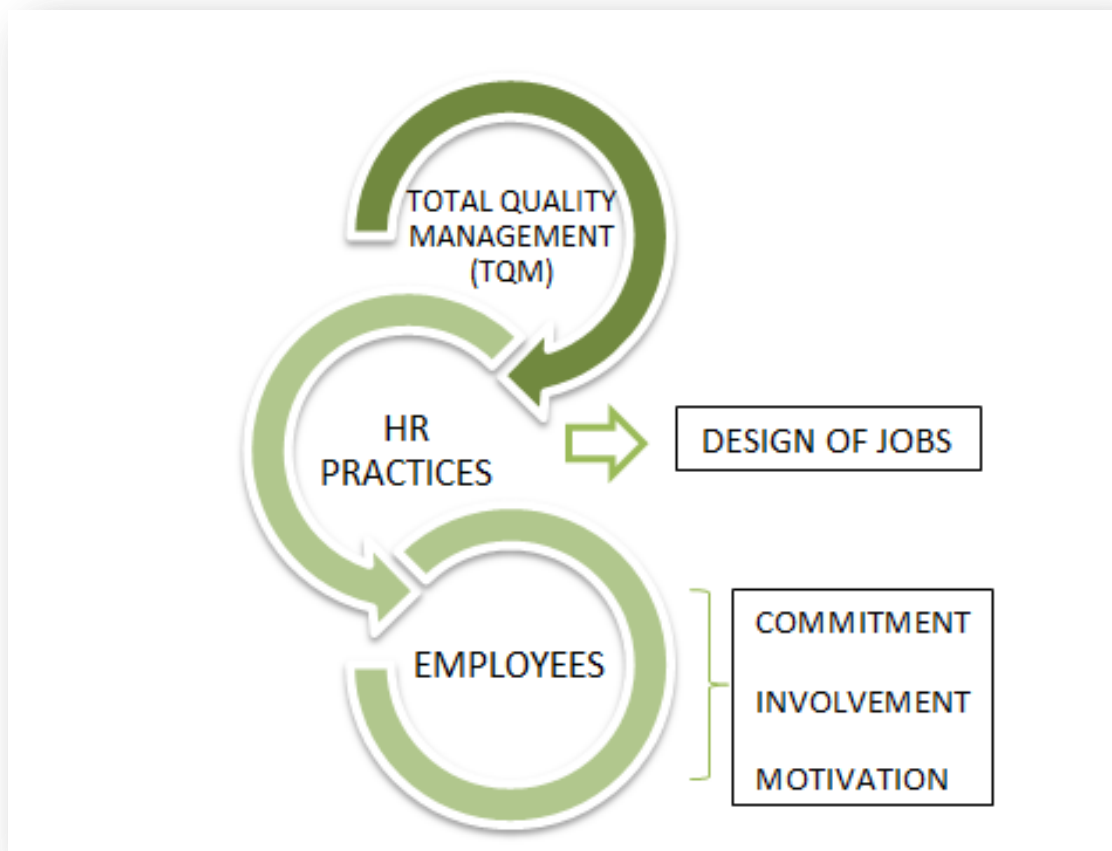 TOTAL QUALITY
MANAGEMENT
(TQM)
HR
PRACTICES
DESIGN OF JOBS
EMPLOYEES
COMMITMENT
INVOLVEMENT
MOTIVATION